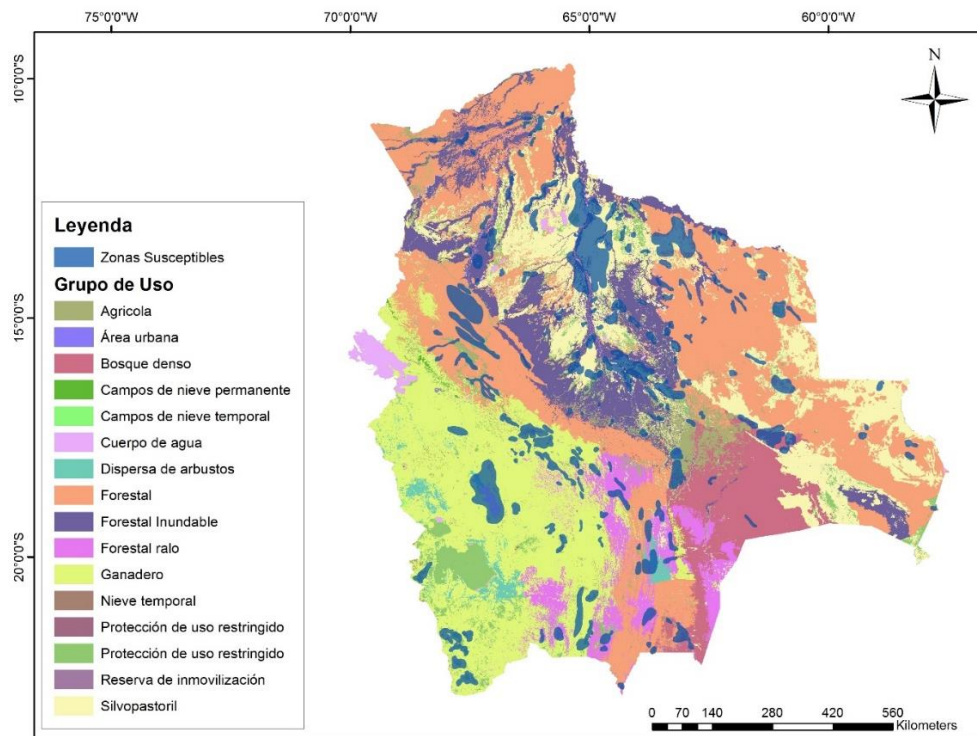 75°0'0"W 70°0'0"W 65°0'0"W 60°0'0"W
10°0'0"S
15°0'0"S
20°0'0"S
N
Leyenda
Zonas Susceptibles
Grupo de Uso
Agricola
Área urbana
Bosque denso
Campos de nieve permanente
Campos de nieve temporal
Cuerpo de agua
Dispersa de arbustos
Forestal
Forestal Inundable
Forestal ralo
Ganadero
Nieve temporal
Protección de uso restringido
Protección de uso restringido
Reserva de inmovilización
Silvopastoril
0 70 140 280 420 560
Kilometers